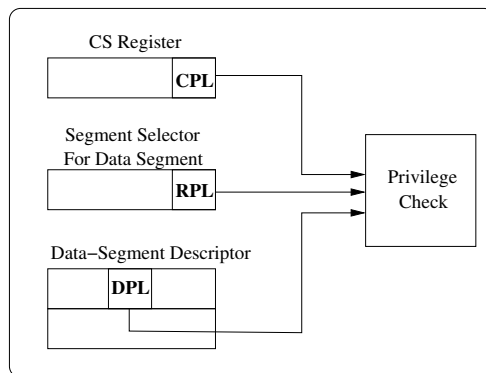 CS Register
CPL
Segment Selector
For Data Segment
RPL
Privilege
Check
Data−Segment Descriptor
DPL